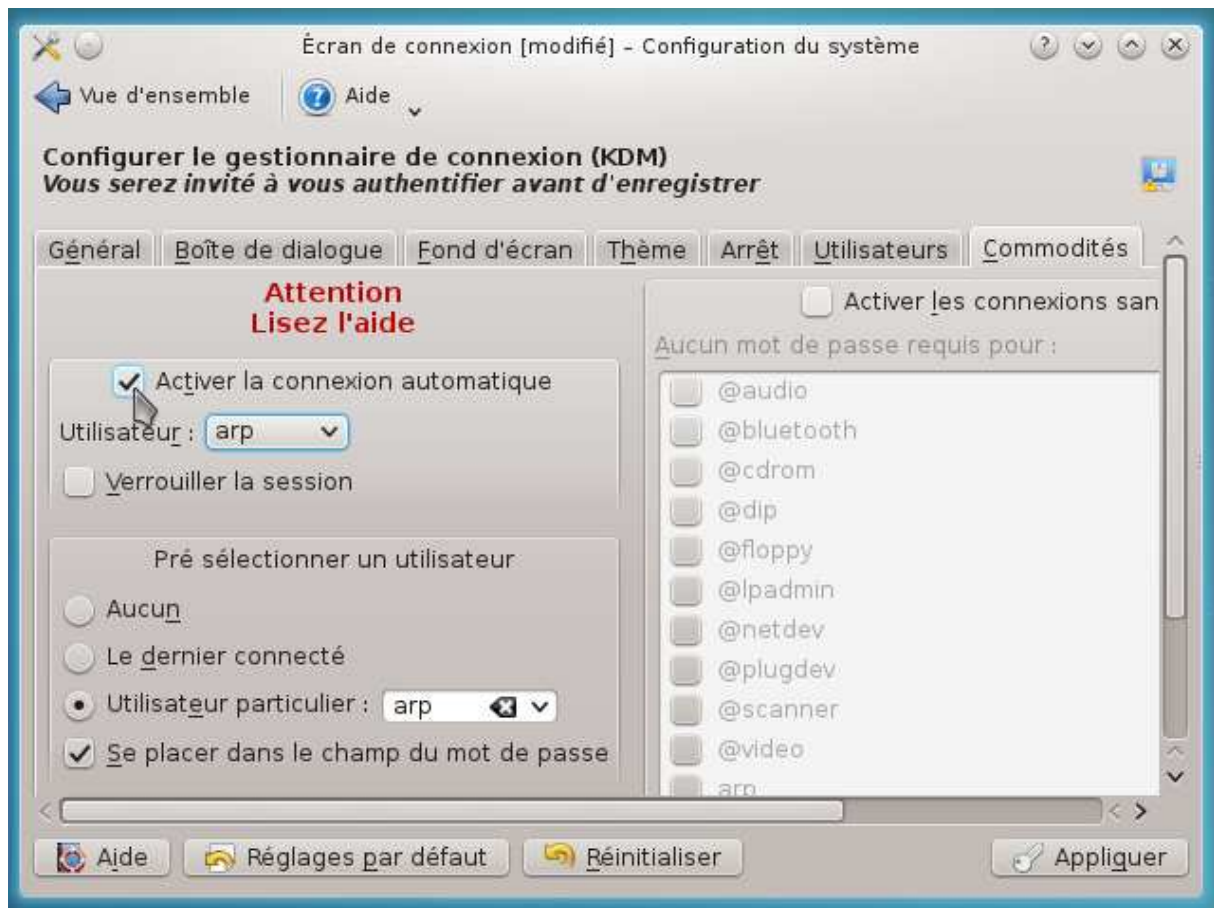 Écran de connexion [modifié] – Configuration du système
Vue d'ensemble
Aide
Configurer le gestionnaire de connexion (KDM)
Vous serez invité à vous authentifier avant d'enregistrer
Général
Boîte de dialogue
Fond d'écran
Thème
Arrêt
Utilisateurs
Commodités
Attention
Lisez l'aide
Activer la connexion automatique
Utilisateur : arp
Verrouiller la session
Pré sélectionner un utilisateur
Aucun
Le dernier connecté
Utilisateur particulier : arp
Se placer dans le champ du mot de passe
Activer les connexions san
Aucun mot de passe requis pour :
@audio
@bluetooth
@cdrom
@dip
@floppy
@lpadmin
@netdev
@plugdev
@scanner
@video
arp
Aide
Réglages par défaut
Réinitialiser
Appliquer